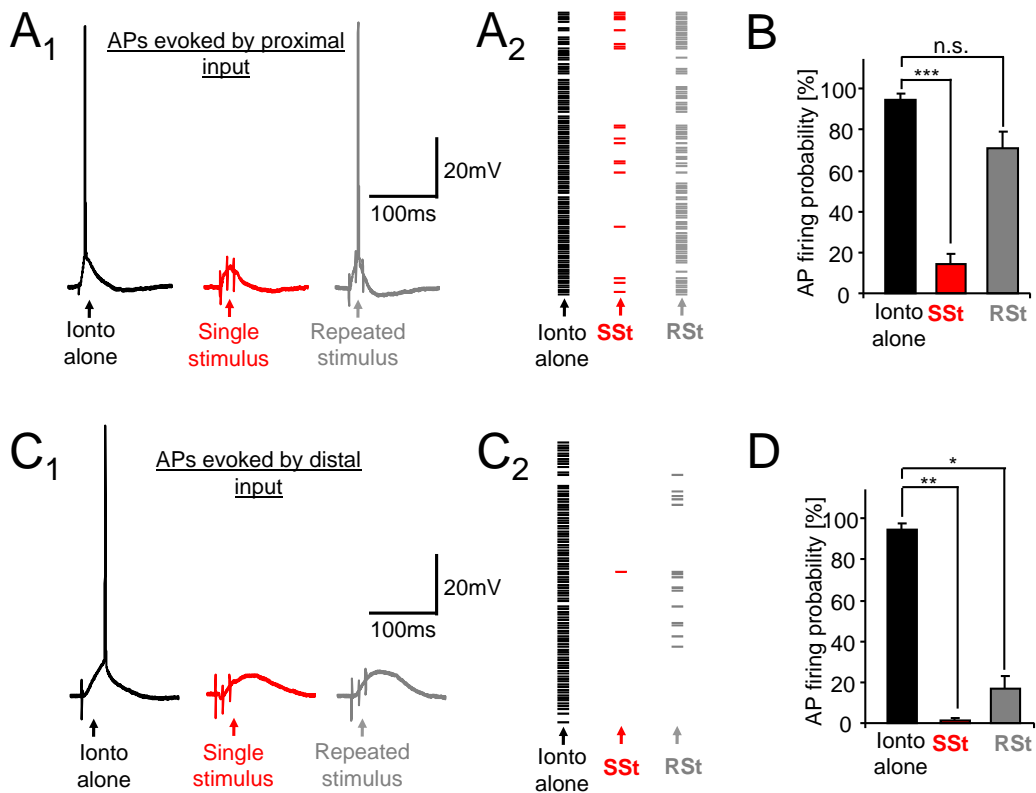 A1
APs evoked by proximal
input
20mV
100ms
Ionto
alone
Single
stimulus
Repeated
stimulus
A2
Ionto
alone
SSt
RSt
B
n.s.
***
AP firing probability [%]
100
80
60
40
20
0
Ionto
alone
SSt
RSt
C1
APs evoked by distal
input
20mV
100ms
Ionto
alone
Single
stimulus
Repeated
stimulus
C2
Ionto
alone
SSt
RSt
D
*
**
AP firing probability [%]
100
80
60
40
20
0
Ionto
alone
SSt
RSt